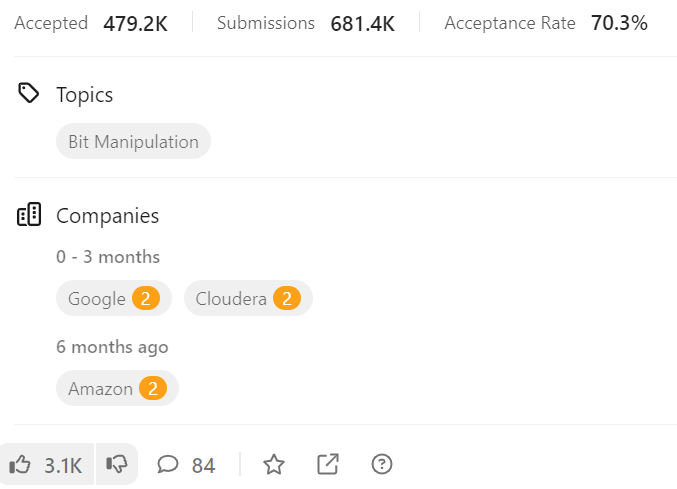 Accepted 479.2K Submissions 681.4K Acceptance Rate 70.3%
Topics
Bit Manipulation
Companies
0 - 3 months
Google 2 Cloudera 2
6 months ago
Amazon 2
3.1K 84